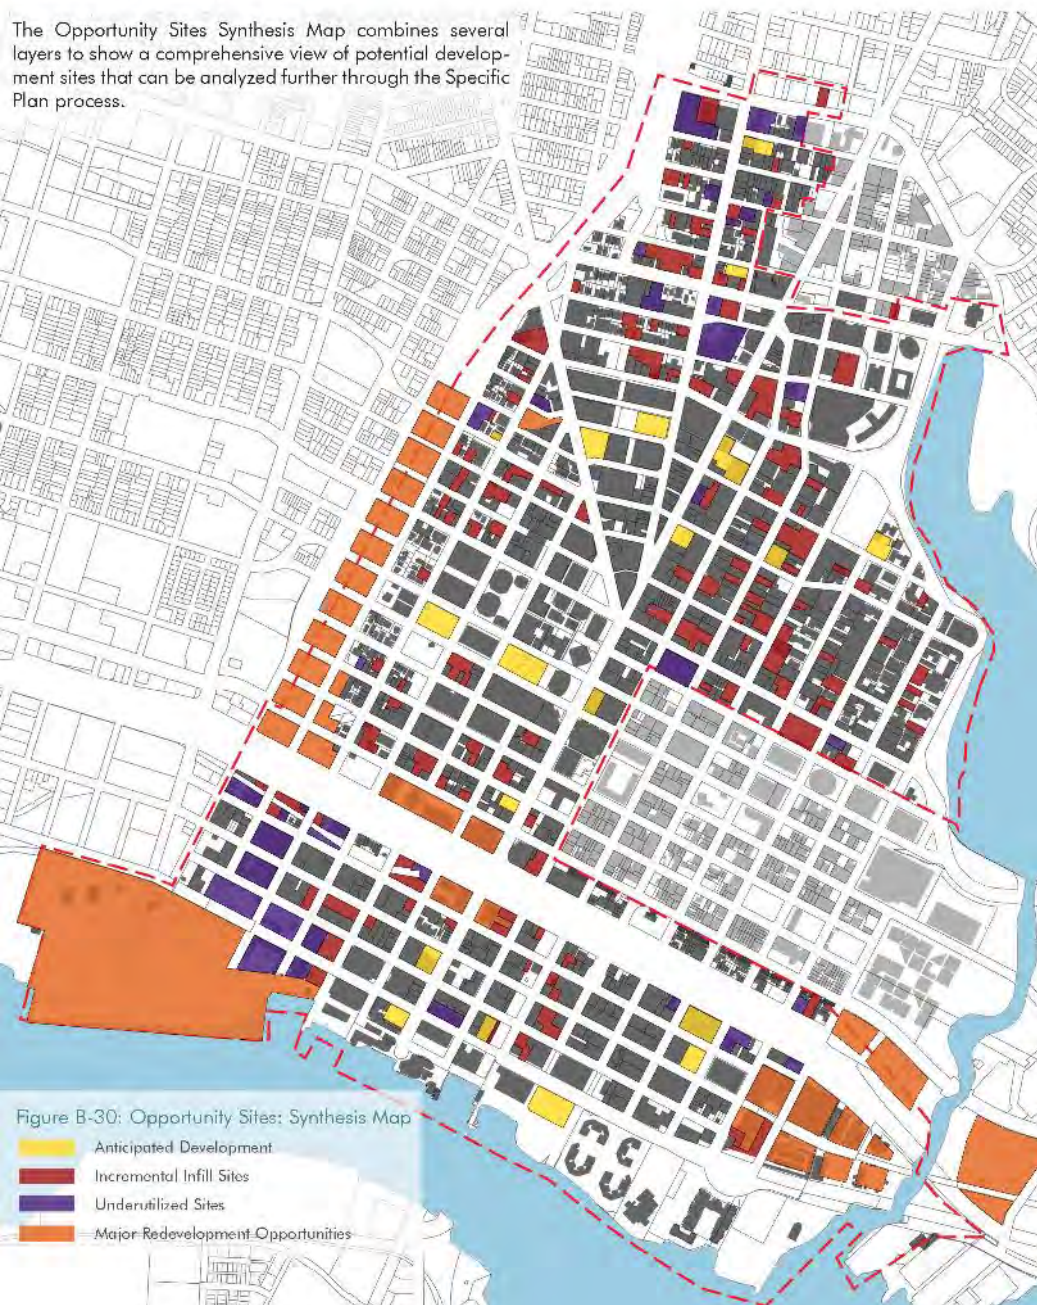 The Opportunity Sites Synthesis Map combines several
layers to show a comprehensive view of potential develop-
ment sites that can be analyzed further through the Specific
Plan process.
Figure B-30: Opportunity Sites: Synthesis Map
Anticipated Development
Incremental Infill Sites
Underutilized Sites
Major Redevelopment Opportunities